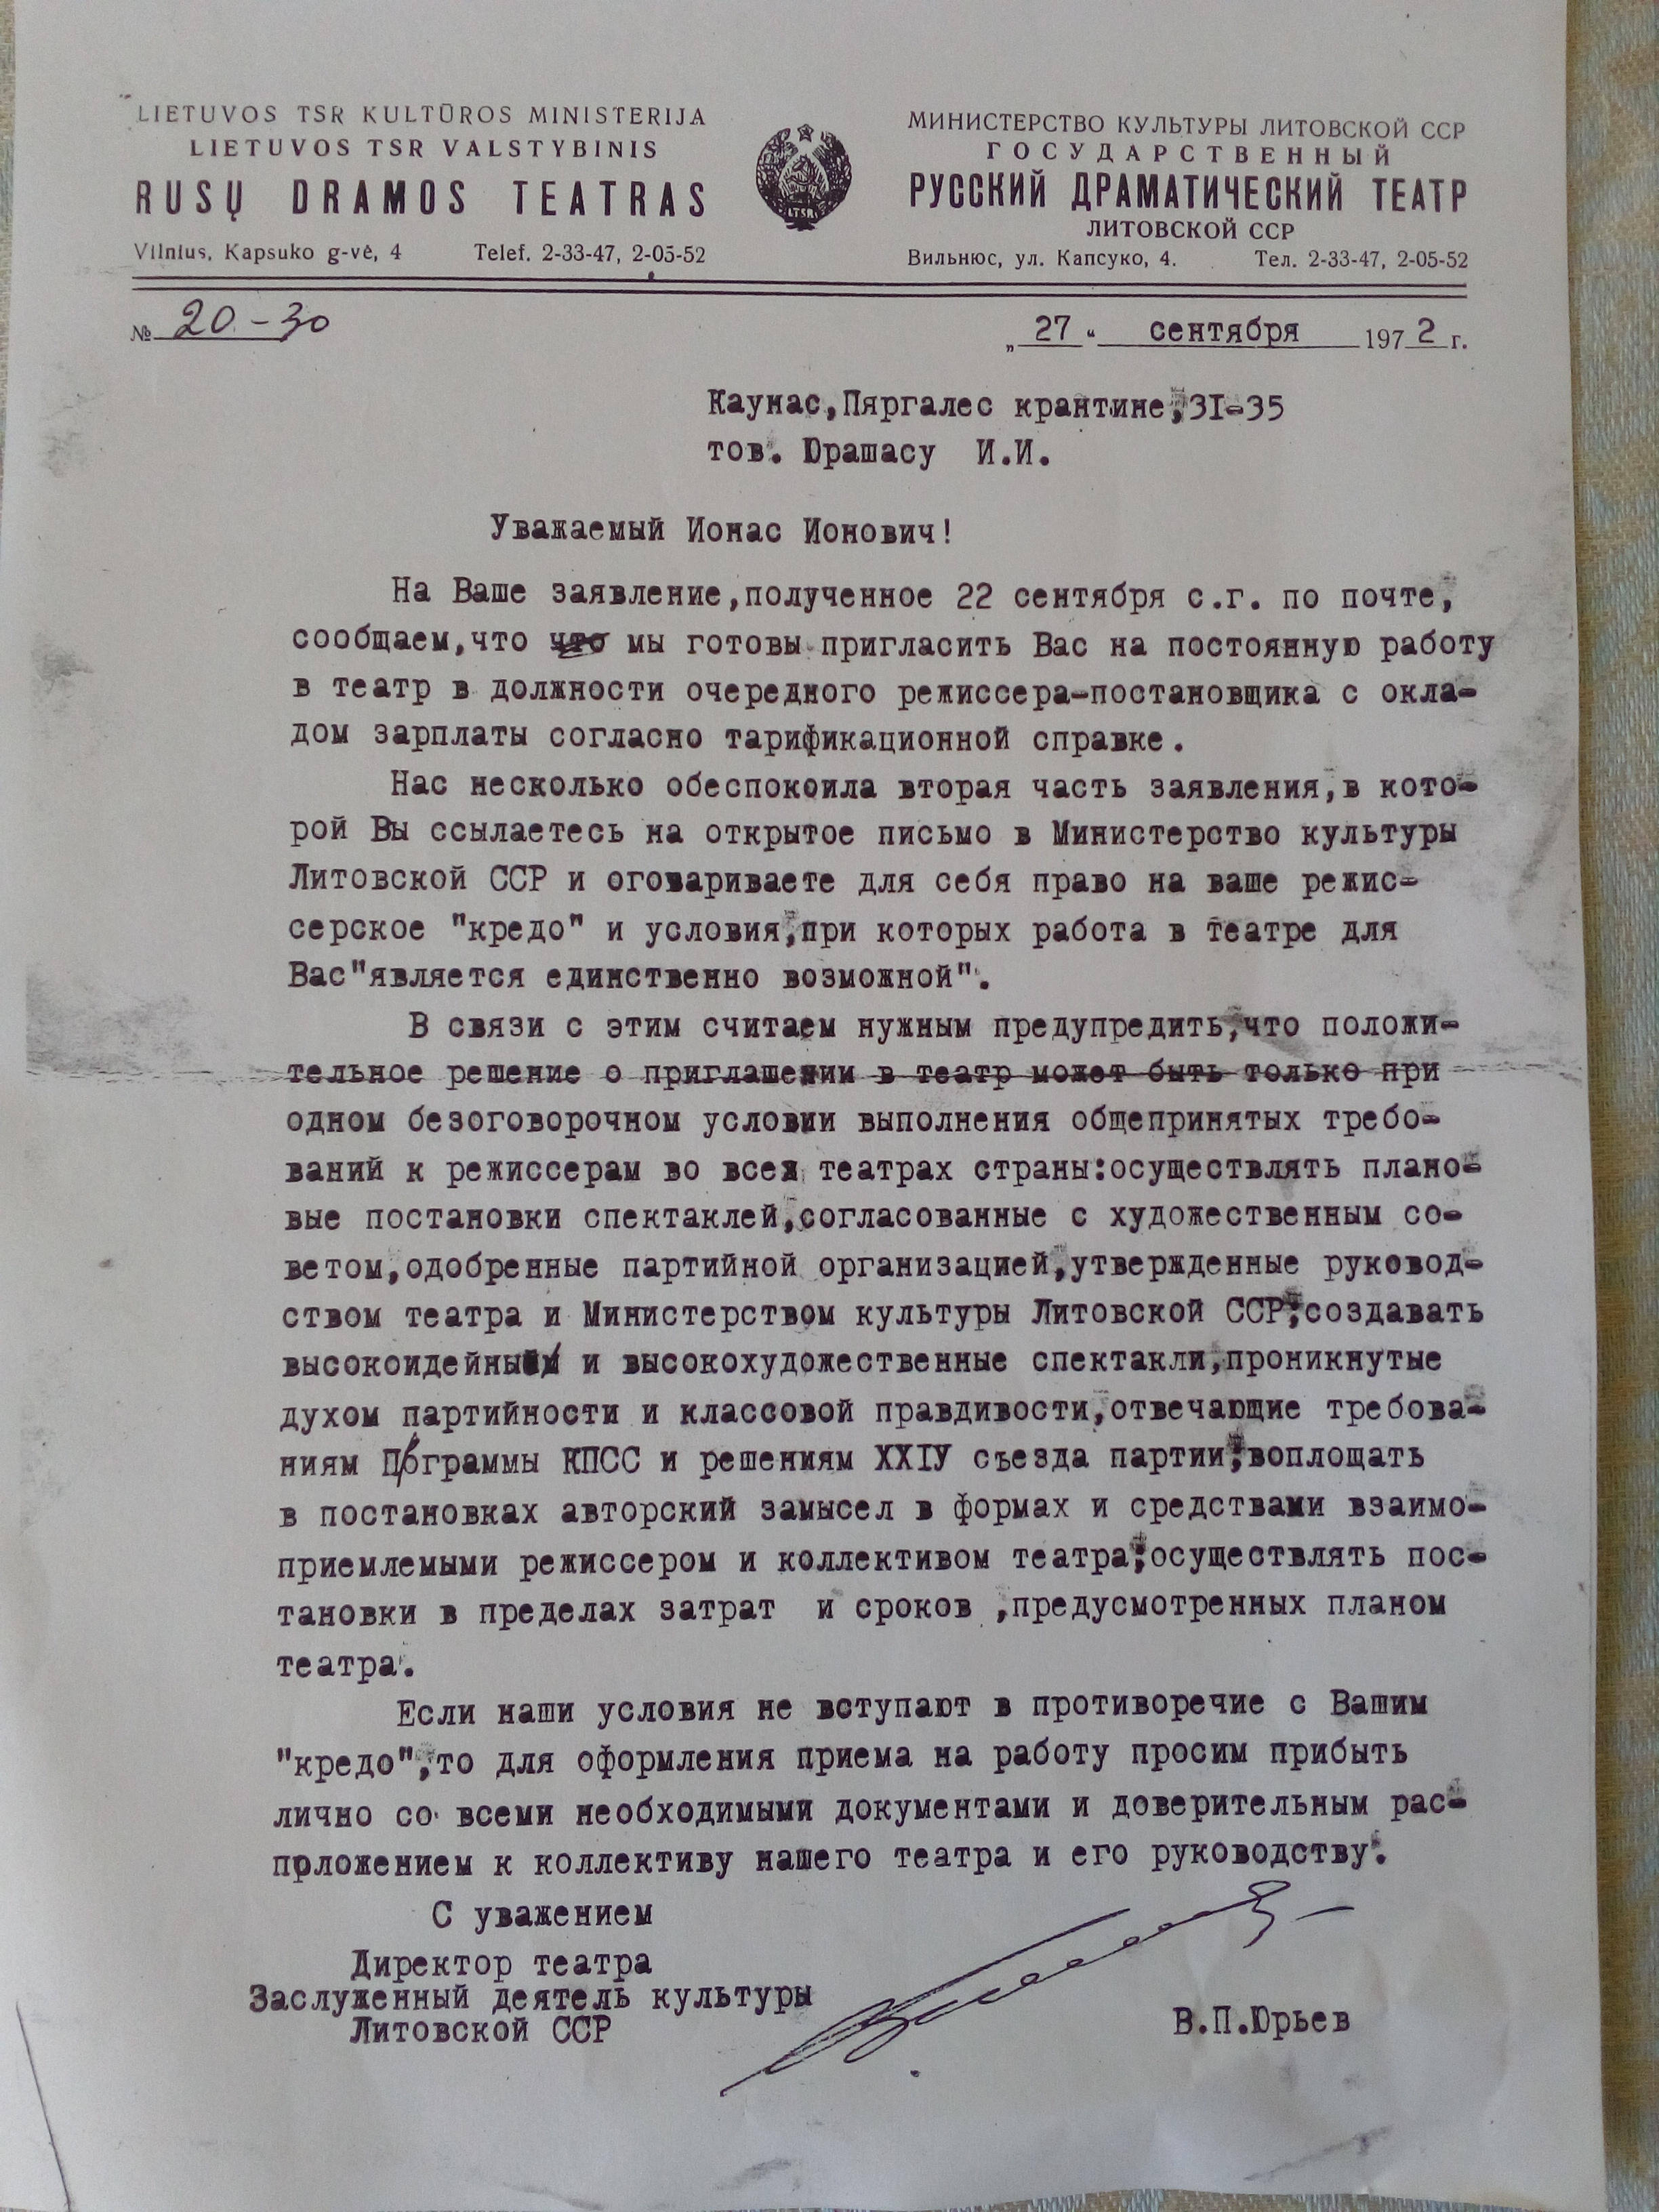 LIETUVOS TSR KULTŪROS MINISTERIJA
LIETUVOS TSR VALSTYBINIS
RUSŲ DRAMOS TEATRAS
Vilnius, Kapsuko g-vė, 4 Telef. 2-33-47, 2-05-52
LTSR
МИНИСТЕРСТВО КУЛЬТУРЫ ЛИТОВСКОЙ ССР
ГОСУДАРСТВЕННЫЙ
РУССКИЙ ДРАМАТИЧЕСКИЙ ТЕАТР
ЛИТОВСКОЙ ССР
Вильнюс, ул. Капсуко, 4. Тел. 2-33-47, 2-05-52
№ 20-30 „27“ сентября 1972 г.
Каунас,Пяргалес крантине,3I-35
тов. Юрашасу И.И.
Уважаемый Ионас Ионович!
На Ваше заявление,полученное 22 сентября с.г. по почте,
сообщаем,что что мы готовы пригласить Вас на постоянную работу
в театр в должности очередного режиссера-постановщика с окла-
дом зарплаты согласно тарификационной справке.
Нас несколько обеспокоила вторая часть заявления,в кото-
рой Вы ссылаетесь на открытое письмо в Министерство культуры
Литовской ССР и оговариваете для себя право на ваше режис-
серское "кредо" и условия,при которых работа в театре для
Вас"является единственно возможной".
В связи с этим считаем нужным предупредить,что положи-
тельное решение о приглашении в театр может быть только при
одном безоговорочном условии выполнения общепринятых требо-
ваний к режиссерам во всех театрах страны:осуществлять плано-
вые постановки спектаклей,согласованные с художественным со-
ветом,одобренные партийной организацией,утвержденные руковод-
ством театра и Министерством культуры Литовской ССР;создавать
высокоидейные и высокохудожественные спектакли,проникнутые
духом партийности и классовой правдивости,отвечающие требова-
ниям Программы КПСС и решениям XXIУ съезда партии;воплощать
в постановках авторский замысел в формах и средствами взаимо-
приемлемыми режиссером и коллективом театра;осуществлять пос-
тановки в пределах затрат и сроков ,предусмотренных планом
театра.
Если наши условия не вступают в противоречие с Вашим
"кредо",то для оформления приема на работу просим прибыть
лично со всеми необходимыми документами и доверительным рас-
положением к коллективу нашего театра и его руководству.
С уважением
Директор театра
Заслуженный деятель культуры
Литовской ССР
В.П.Юрьев